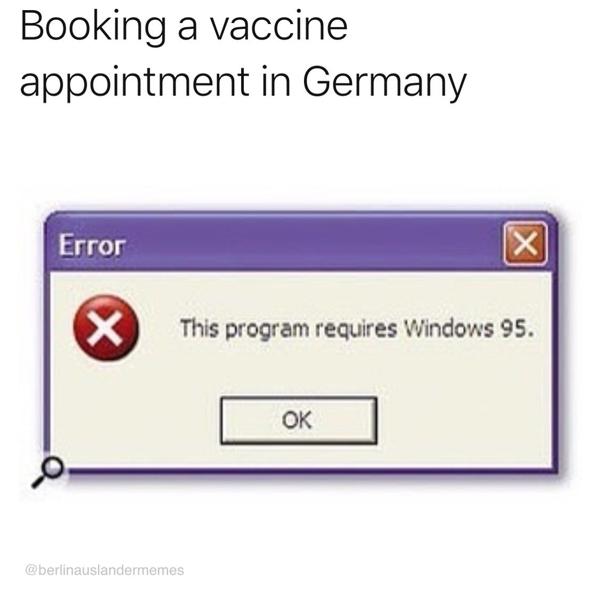 Booking a vaccine
appointment in Germany
Error
This program requires Windows 95.
OK
@berlinauslandermemes